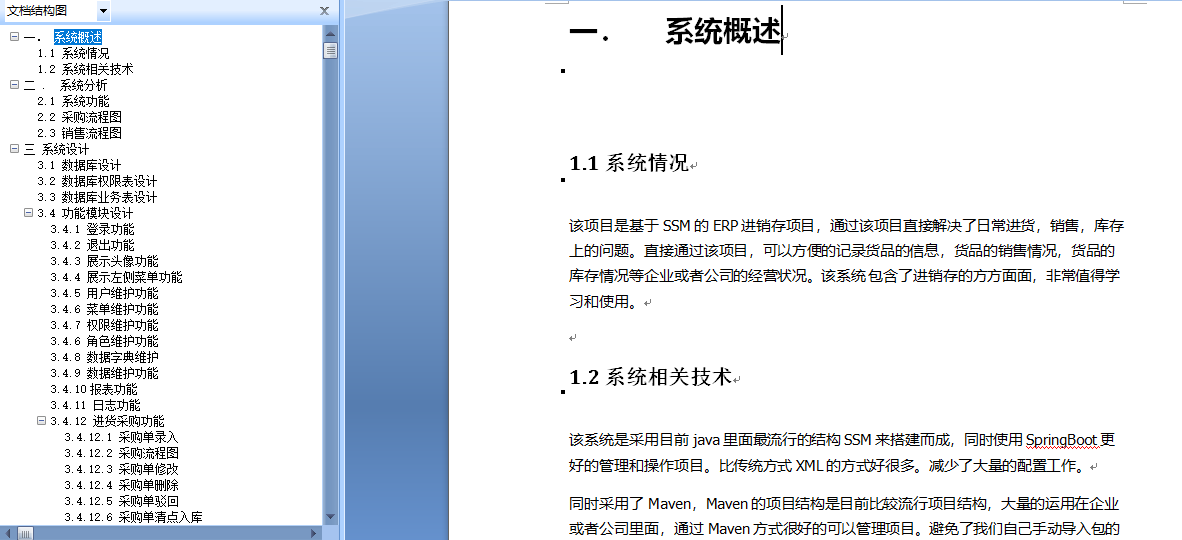 文档结构图
一. 系统概述
1.1 系统情况
1.2 系统相关技术
二 . 系统分析
2.1 系统功能
2.2 采购流程图
2.3 销售流程图
三 系统设计
3.1 数据库设计
3.2 数据库权限表设计
3.3 数据库业务表设计
3.4 功能模块设计
3.4.1 登录功能
3.4.2 退出功能
3.4.3 展示头像功能
3.4.4 展示左侧菜单功能
3.4.5 用户维护功能
3.4.6 菜单维护功能
3.4.7 权限维护功能
3.4.6 角色维护功能
3.4.8 数据字典维护
3.4.9 数据维护功能
3.4.10 报表功能
3.4.11 日志功能
3.4.12 进货采购功能
3.4.12.1 采购单录入
3.4.12.2 采购流程图
3.4.12.3 采购单修改
3.4.12.4 采购单删除
3.4.12.5 采购单驳回
3.4.12.6 采购单清点入库
一. 系统概述
1.1 系统情况
该项目是基于 SSM 的 ERP 进销存项目，通过该项目直接解决了日常进货，销售，库存
上的问题。直接通过该项目，可以方便的记录货品的信息，货品的销售情况，货品的
库存情况等企业或者公司的经营状况。该系统包含了进销存的方方面面，非常值得学
习和使用。
1.2 系统相关技术
该系统是采用目前 java 里面最流行的结构 SSM 来搭建而成，同时使用 SpringBoot 更
好的管理和操作项目。比传统方式 XML 的方式好很多。减少了大量的配置工作。
同时采用了 Maven，Maven 的项目结构是目前比较流行项目结构，大量的运用在企业
或者公司里面，通过 Maven 方式很好的可以管理项目。避免了我们自己手动导入包的